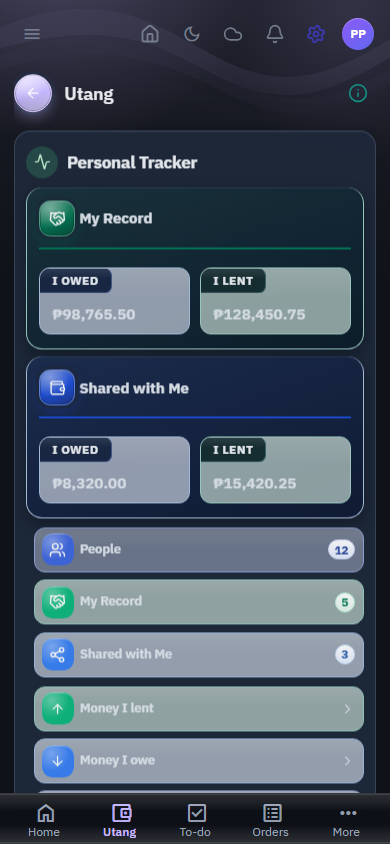 PP
Utang
Personal Tracker
My Record
I OWED
I LENT
₱98,765.50
₱128,450.75
Shared with Me
I OWED
I LENT
₱8,320.00
₱15,420.25
People
12
My Record
5
Shared with Me
3
Money I lent
Money I owe
Home
Utang
To-do
Orders
More